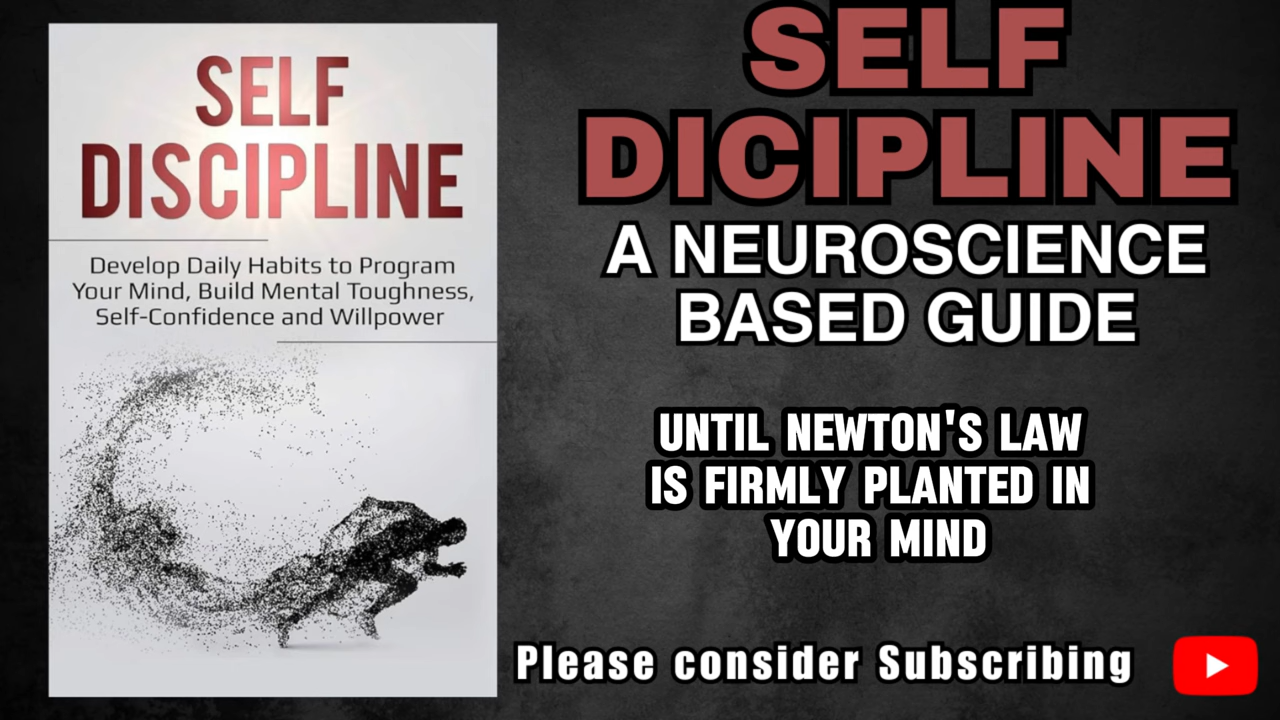 SELF
DISCIPLINE
Develop Daily Habits to Program
Your Mind, Build Mental Toughness,
Self-Confidence and Willpower
SELF
DICIPLINE
A NEUROSCIENCE
BASED GUIDE
UNTIL NEWTON'S LAW
IS FIRMLY PLANTED IN
YOUR MIND
Please consider Subscribing